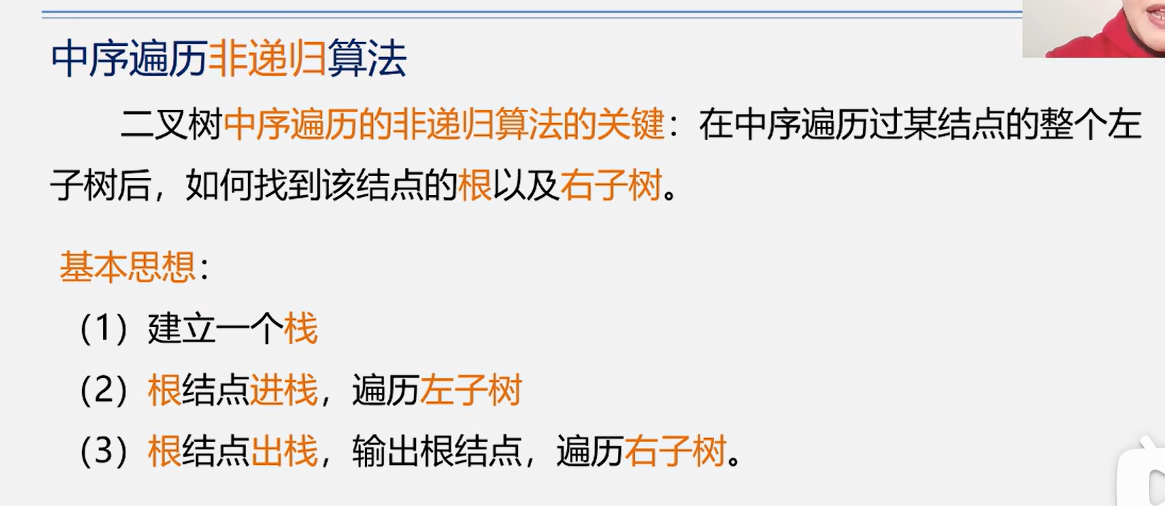 中序遍历非递归算法
二叉树中序遍历的非递归算法的关键：在中序遍历过某结点的整个左
子树后，如何找到该结点的根以及右子树。
基本思想：
（1）建立一个栈
（2）根结点进栈，遍历左子树
（3）根结点出栈，输出根结点，遍历右子树。